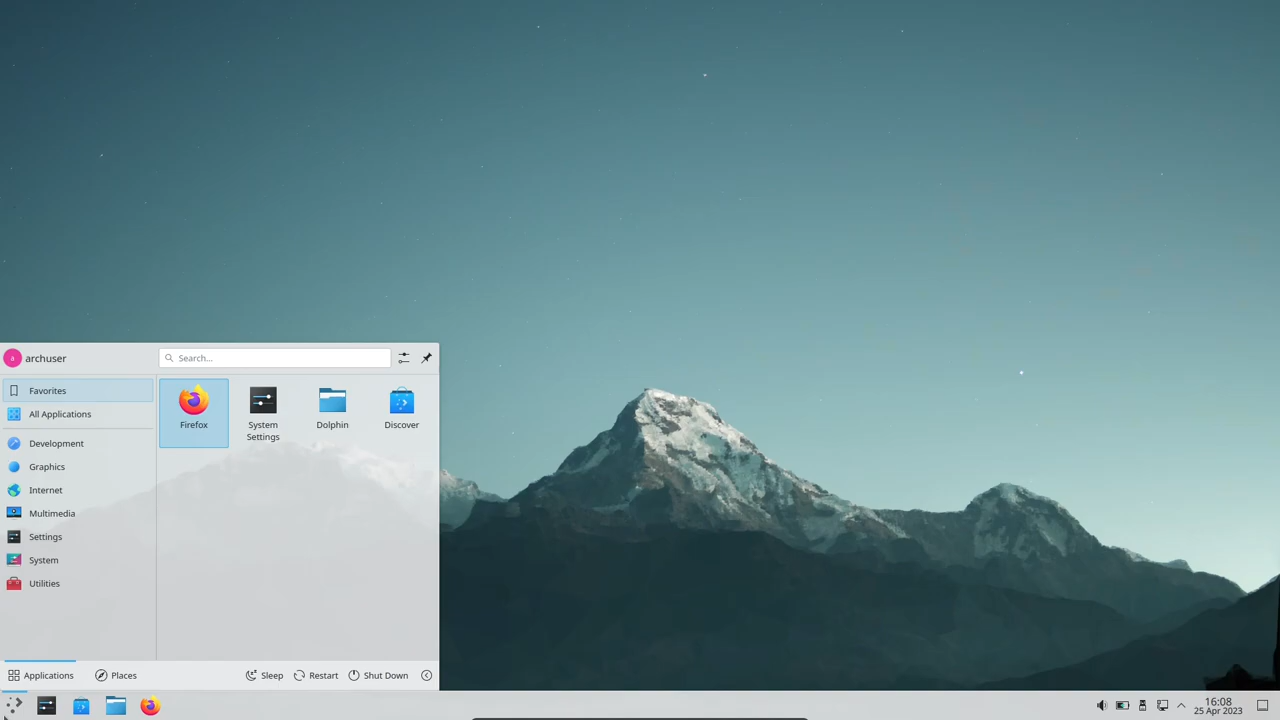 a archuser
Search...
Favorites
All Applications
Development
Graphics
Internet
Multimedia
Settings
System
Utilities
Firefox
System
Settings
Dolphin
Discover
Applications
Places
Sleep
Restart
Shut Down
16:08
25 Apr 2023